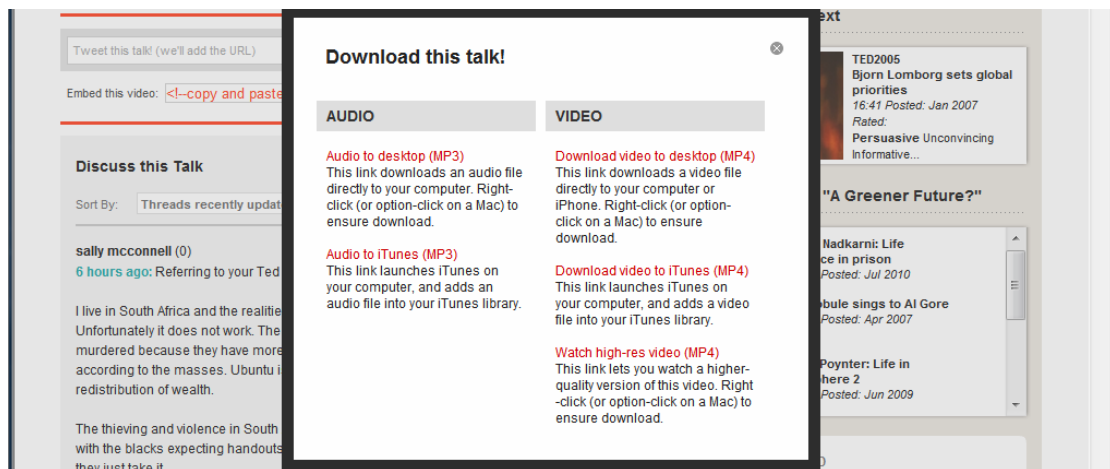 Tweet this talk! (we'll add the URL)
Embed this video: <!--copy and paste
Discuss this Talk
Sort By: Threads recently updat
sally mcconnell (0)
6 hours ago: Referring to your Ted
I live in South Africa and the realitie
Unfortunately it does not work. The
murdered because they have more
according to the masses. Ubuntu i
redistribution of wealth.
The thieving and violence in South
with the blacks expecting handouts
they just take it
Download this talk!
AUDIO
Audio to desktop (MP3)
This link downloads an audio file
directly to your computer. Right-
click (or option-click on a Mac) to
ensure download.
Audio to iTunes (MP3)
This link launches iTunes on
your computer, and adds an
audio file into your iTunes library.
VIDEO
Download video to desktop (MP4)
This link downloads a video file
directly to your computer or
iPhone. Right-click (or option-
click on a Mac) to ensure
download.
Download video to iTunes (MP4)
This link launches iTunes on
your computer, and adds a video
file into your iTunes library.
Watch high-res video (MP4)
This link lets you watch a higher-
quality version of this video. Right
-click (or option-click on a Mac) to
ensure download.
ext
TED2005
Bjorn Lomborg sets global
priorities
16:41 Posted: Jan 2007
Rated:
Persuasive Unconvincing
Informative...
"A Greener Future?"
Nadkarni: Life
ce in prison
Posted: Jul 2010
obule sings to Al Gore
Posted: Apr 2007
Poynter: Life in
here 2
Posted: Jun 2009